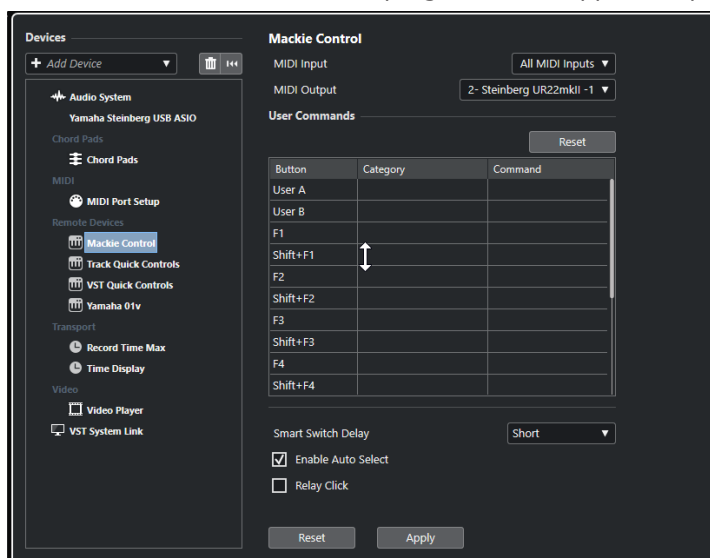 Devices
+ Add Device
Audio System
Yamaha Steinberg USB ASIO
Chord Pads
Chord Pads
MIDI
MIDI Port Setup
Remote Devices
Mackie Control
Track Quick Controls
VST Quick Controls
Yamaha 01v
Transport
Record Time Max
Time Display
Video
Video Player
VST System Link
Mackie Control
MIDI Input All MIDI Inputs
MIDI Output 2- Steinberg UR22mkII -1
User Commands
Reset
Button Category Command
User A
User B
F1
Shift+F1
F2
Shift+F2
F3
Shift+F3
F4
Shift+F4
Smart Switch Delay Short
Enable Auto Select
Relay Click
Reset Apply